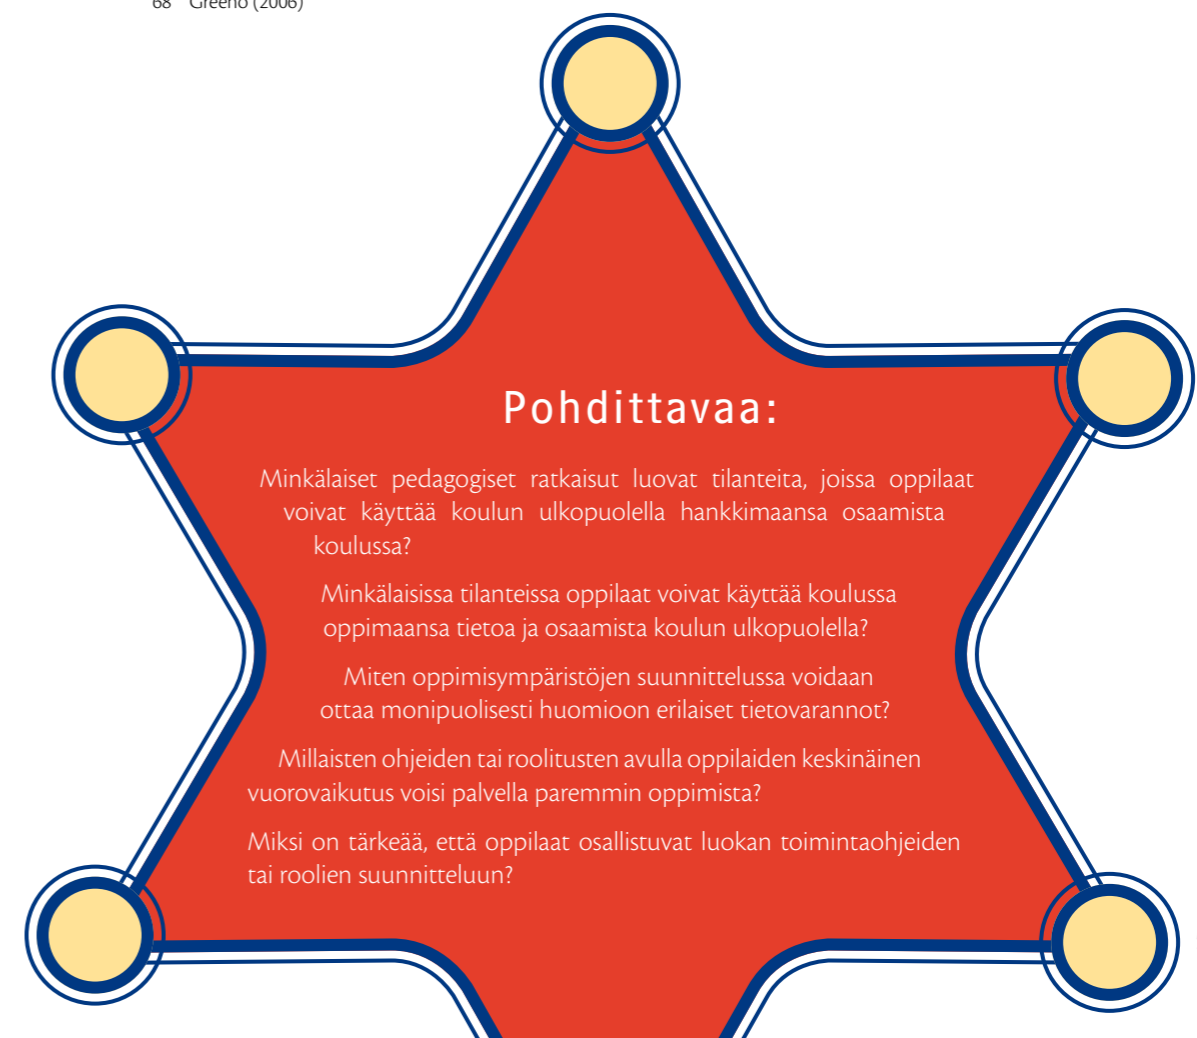 68 Greeno (2006)
Pohdittavaa:
Minkälaiset pedagogiset ratkaisut luovat tilanteita, joissa oppilaat
voivat käyttää koulun ulkopuolella hankkimaansa osaamista
koulussa?
Minkälaisissa tilanteissa oppilaat voivat käyttää koulussa
oppimaansa tietoa ja osaamista koulun ulkopuolella?
Miten oppimisympäristöjen suunnittelussa voidaan
ottaa monipuolisesti huomioon erilaiset tietovarannot?
Millaisten ohjeiden tai roolitusten avulla oppilaiden keskinäinen
vuorovaikutus voisi palvella paremmin oppimista?
Miksi on tärkeää, että oppilaat osallistuvat luokan toimintaohjeiden
tai roolien suunnitteluun?